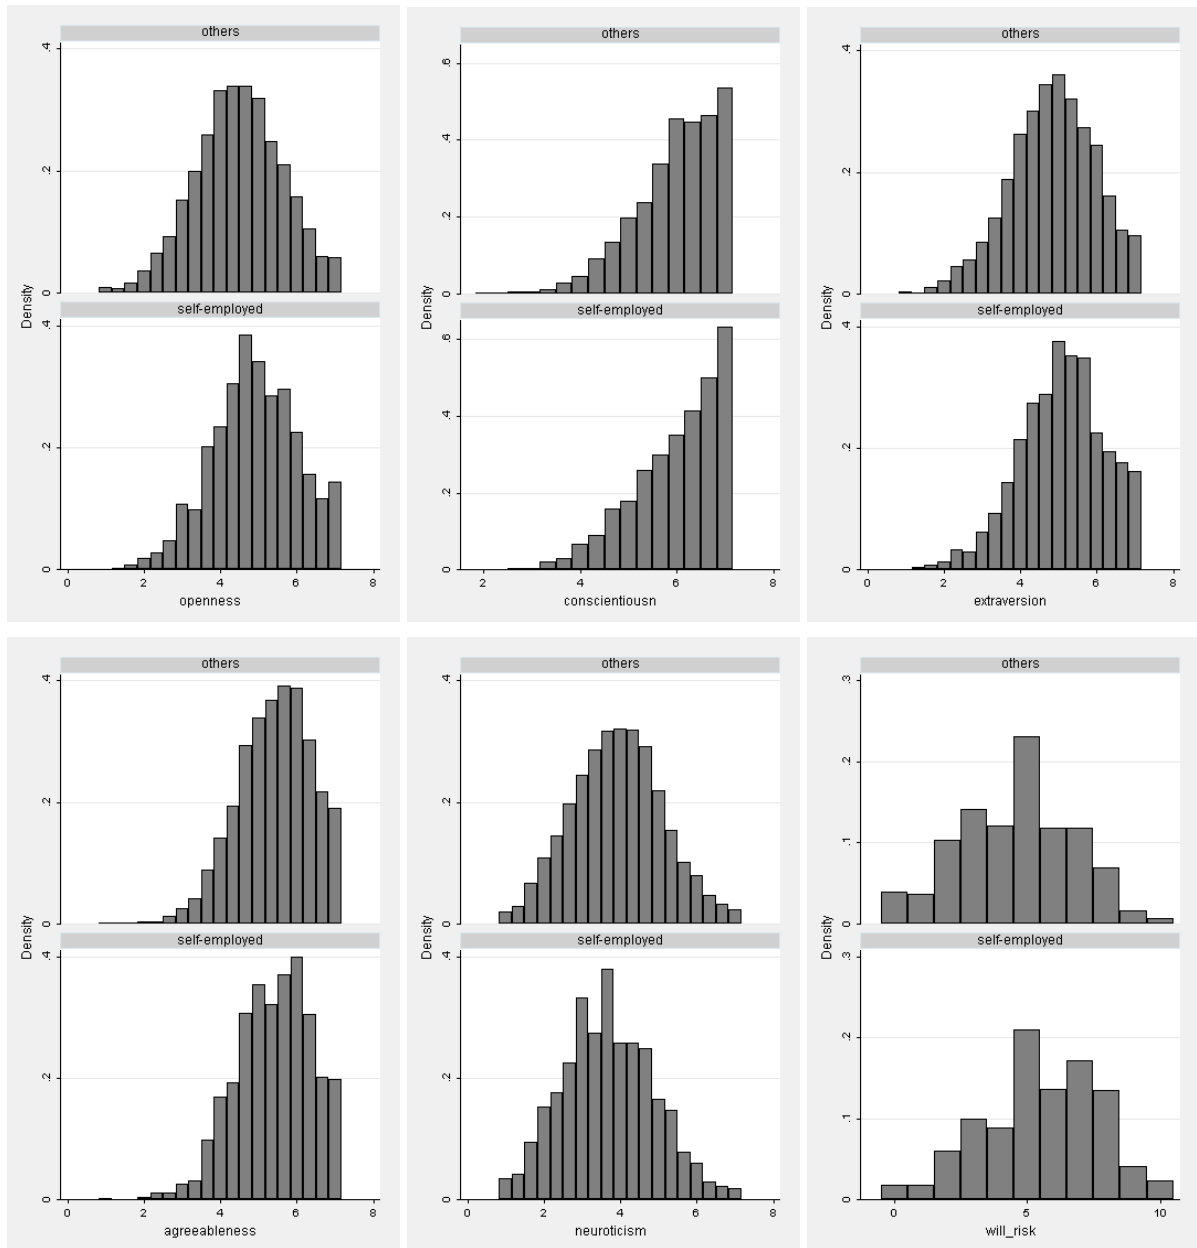 others
.4
.2
0
Density
self-employed
.4
.2
0
0 2 4 6 8
openness
others
.6
.4
.2
0
Density
self-employed
.6
.4
.2
0
2 4 6 8
conscientiousn
others
.4
.2
0
Density
self-employed
.4
.2
0
0 2 4 6 8
extraversion
others
.4
.2
0
Density
self-employed
.4
.2
0
0 2 4 6 8
agreeableness
others
.4
.2
0
Density
self-employed
.4
.2
0
0 2 4 6 8
neuroticism
others
.3
.2
.1
0
Density
self-employed
.3
.2
.1
0
0 5 10
will_risk